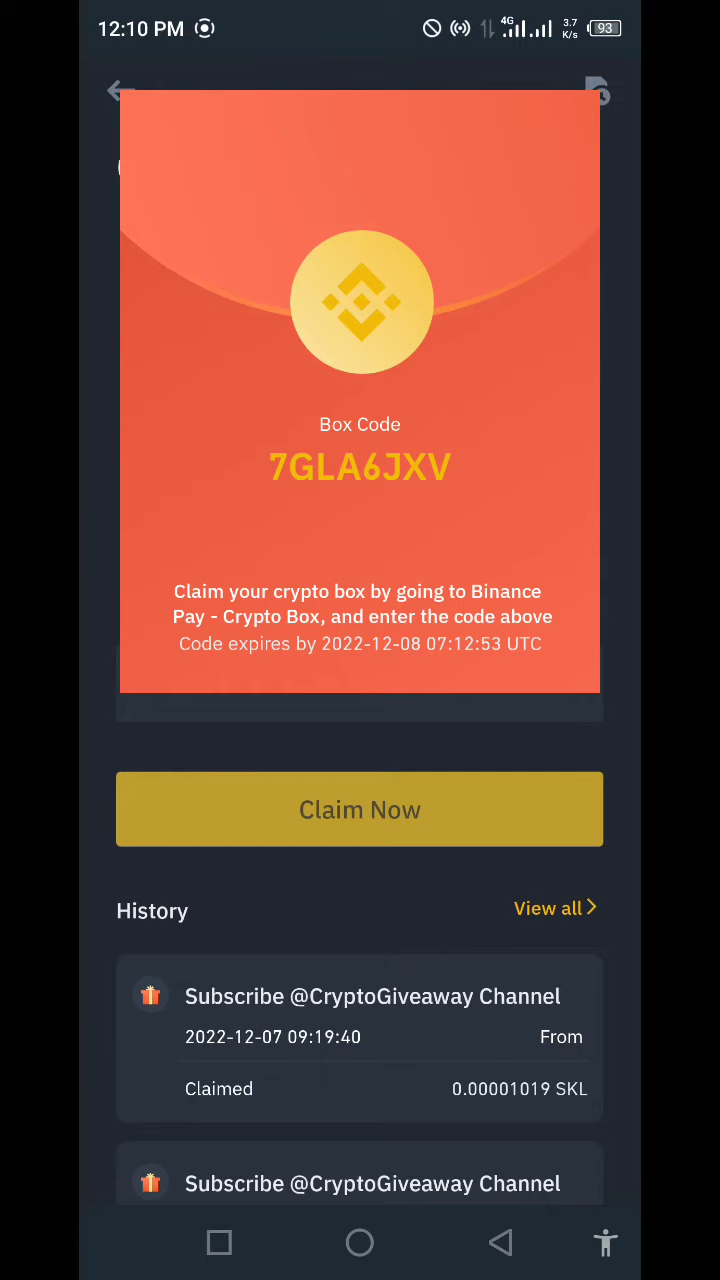 12:10 PM
4G
3.7
K/s
93
Box Code
7GLA6JXV
Claim your crypto box by going to Binance
Pay - Crypto Box, and enter the code above
Code expires by 2022-12-08 07:12:53 UTC
Claim Now
History
View all
Subscribe @CryptoGiveaway Channel
2022-12-07 09:19:40
From
Claimed
0.00001019 SKL
Subscribe @CryptoGiveaway Channel